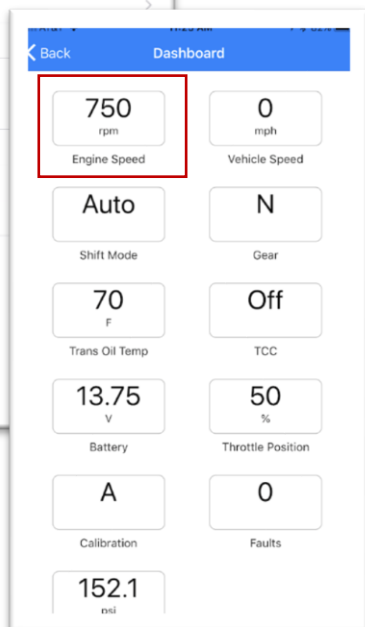 Back Dashboard
750 0
rpm mph
Engine Speed Vehicle Speed
Auto N
Shift Mode Gear
70 Off
F
Trans Oil Temp TCC
13.75 50
V %
Battery Throttle Position
A 0
Calibration Faults
152.1
psi